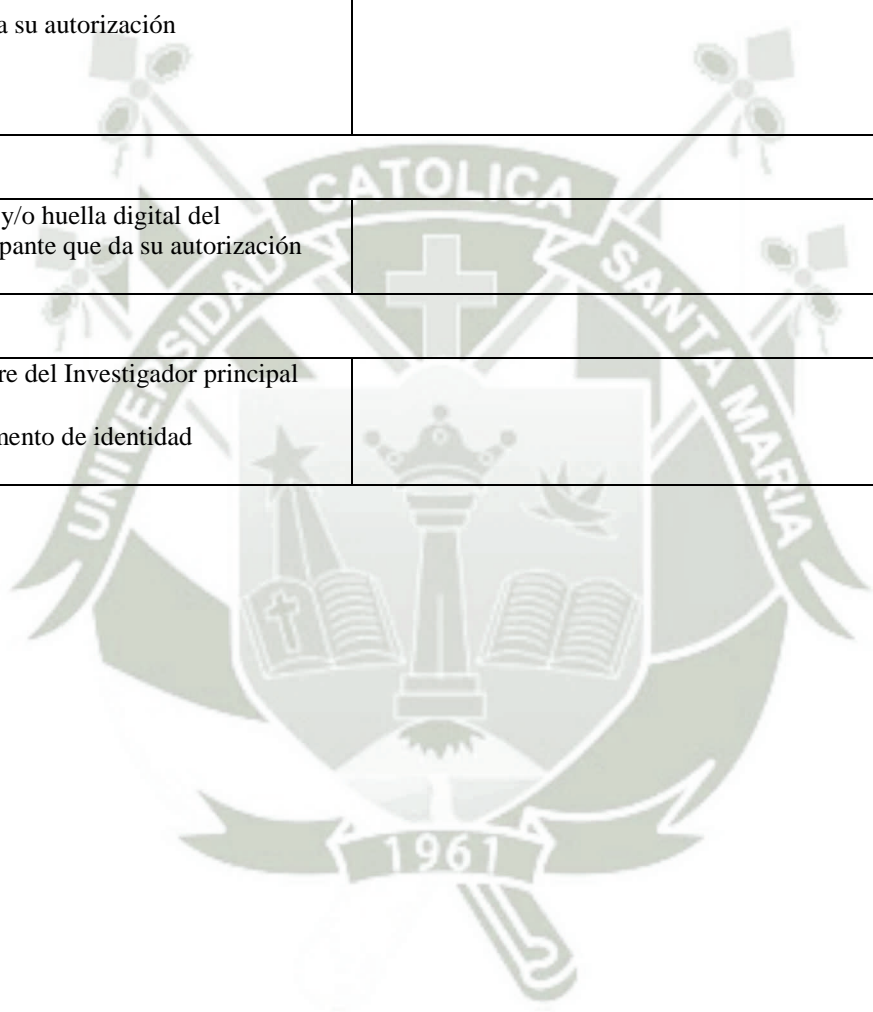 a su autorización
y/o huella digital del
pante que da su autorización
re del Investigador principal
mento de identidad
UNIVERSIDAD CATOLICA SANTA MARIA
1961